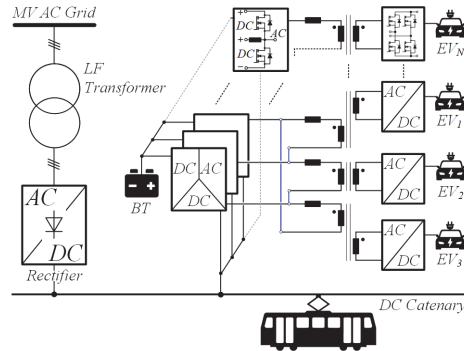 MV AC Grid
LF
Transformer
AC
DC
Rectifier
BT
DC AC
DC
+
DC
+
AC
DC
−
EV_N
AC
DC
EV_1
AC
DC
EV_2
AC
DC
EV_3
DC Catenary